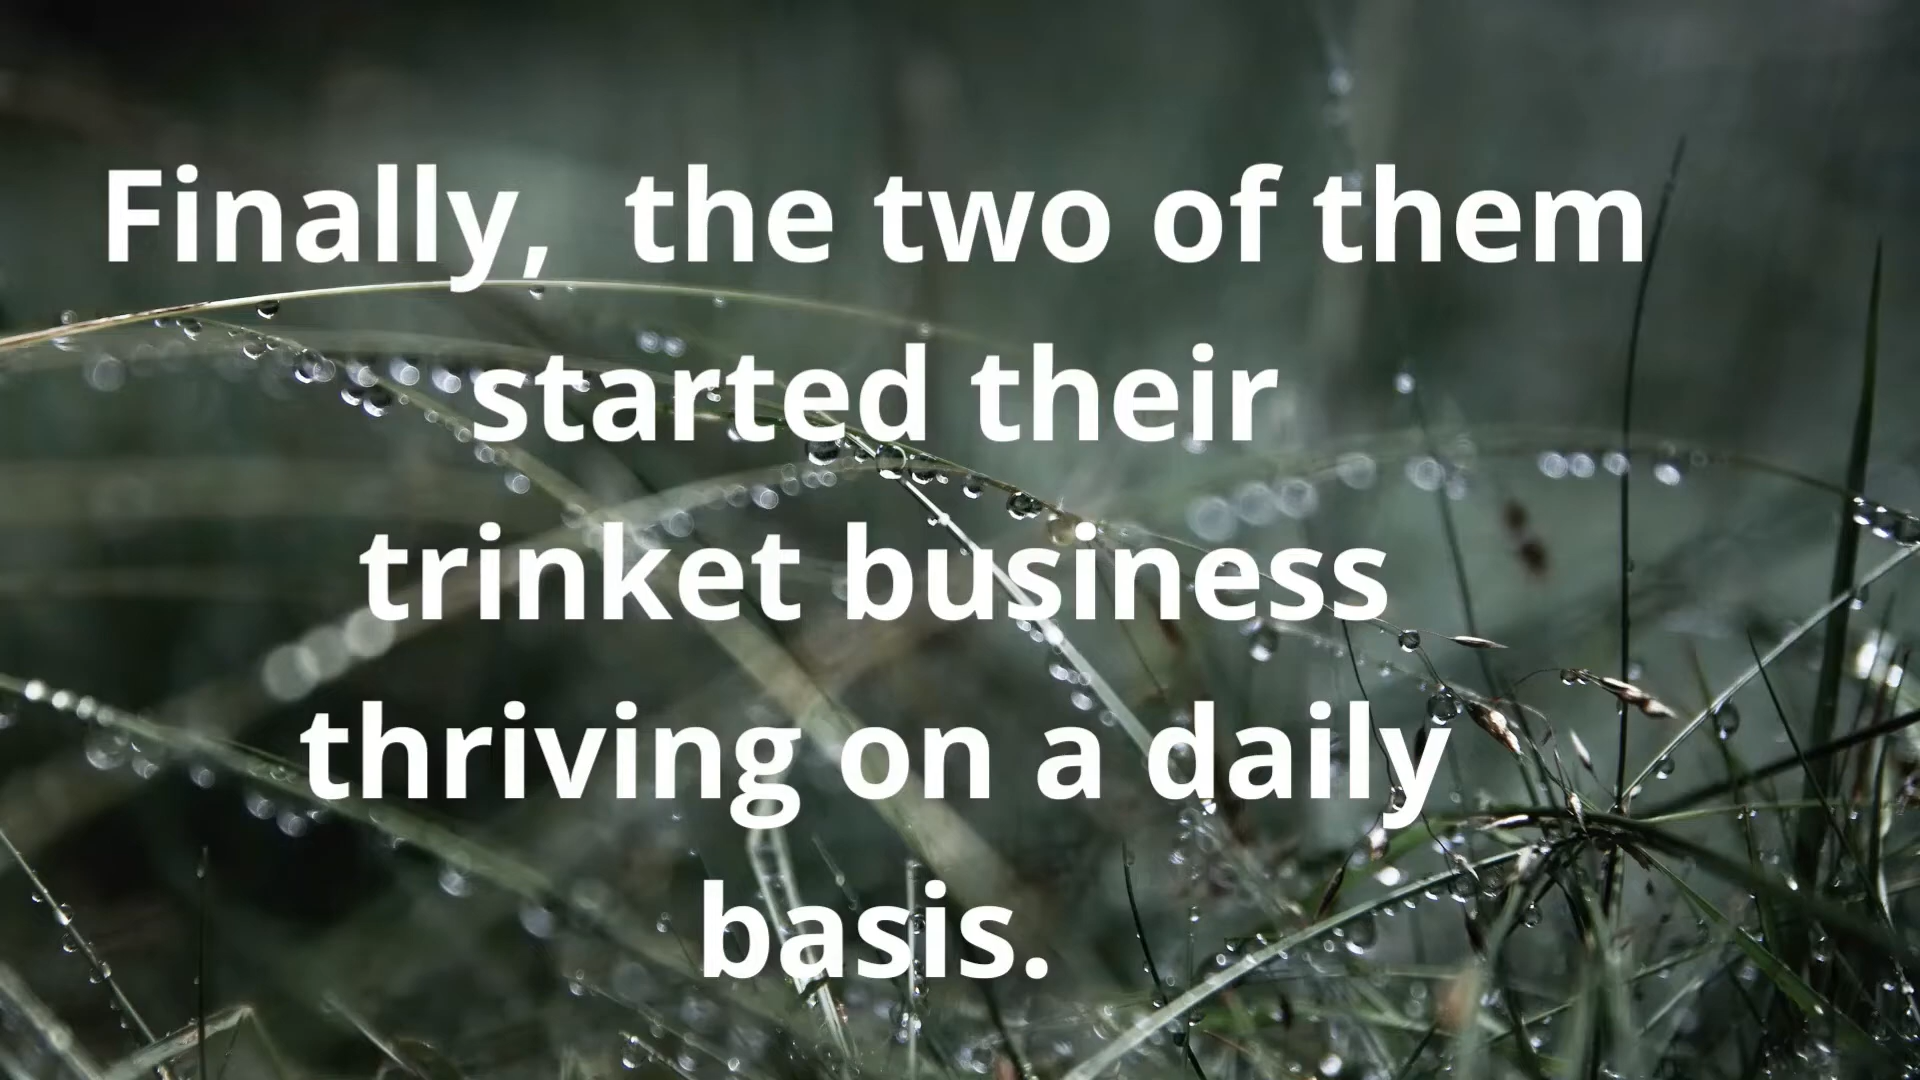 Finally,  the two of them
started their
trinket business
thriving on a daily
basis.